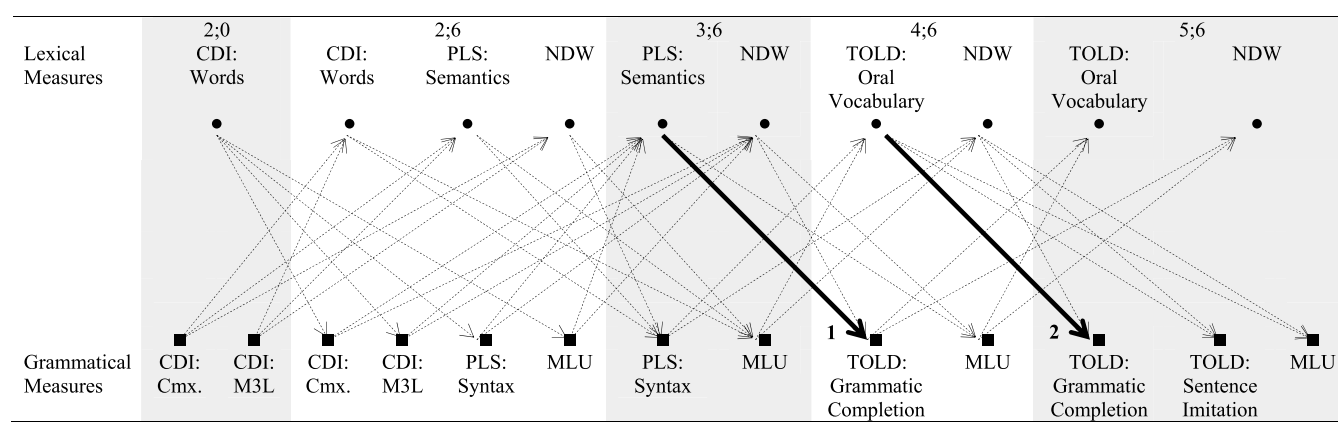 2;0 2;6 3;6 4;6 5;6
Lexical CDI: CDI: PLS: NDW PLS: NDW TOLD: NDW TOLD: NDW
Measures Words Words Semantics Semantics Oral Oral
Vocabulary Vocabulary
1 2
Grammatical CDI: CDI: CDI: CDI: PLS: MLU PLS: MLU TOLD: MLU TOLD: TOLD: MLU
Measures Cmx. M3L Cmx. M3L Syntax Syntax Grammatic Grammatic Sentence
Completion Completion Imitation